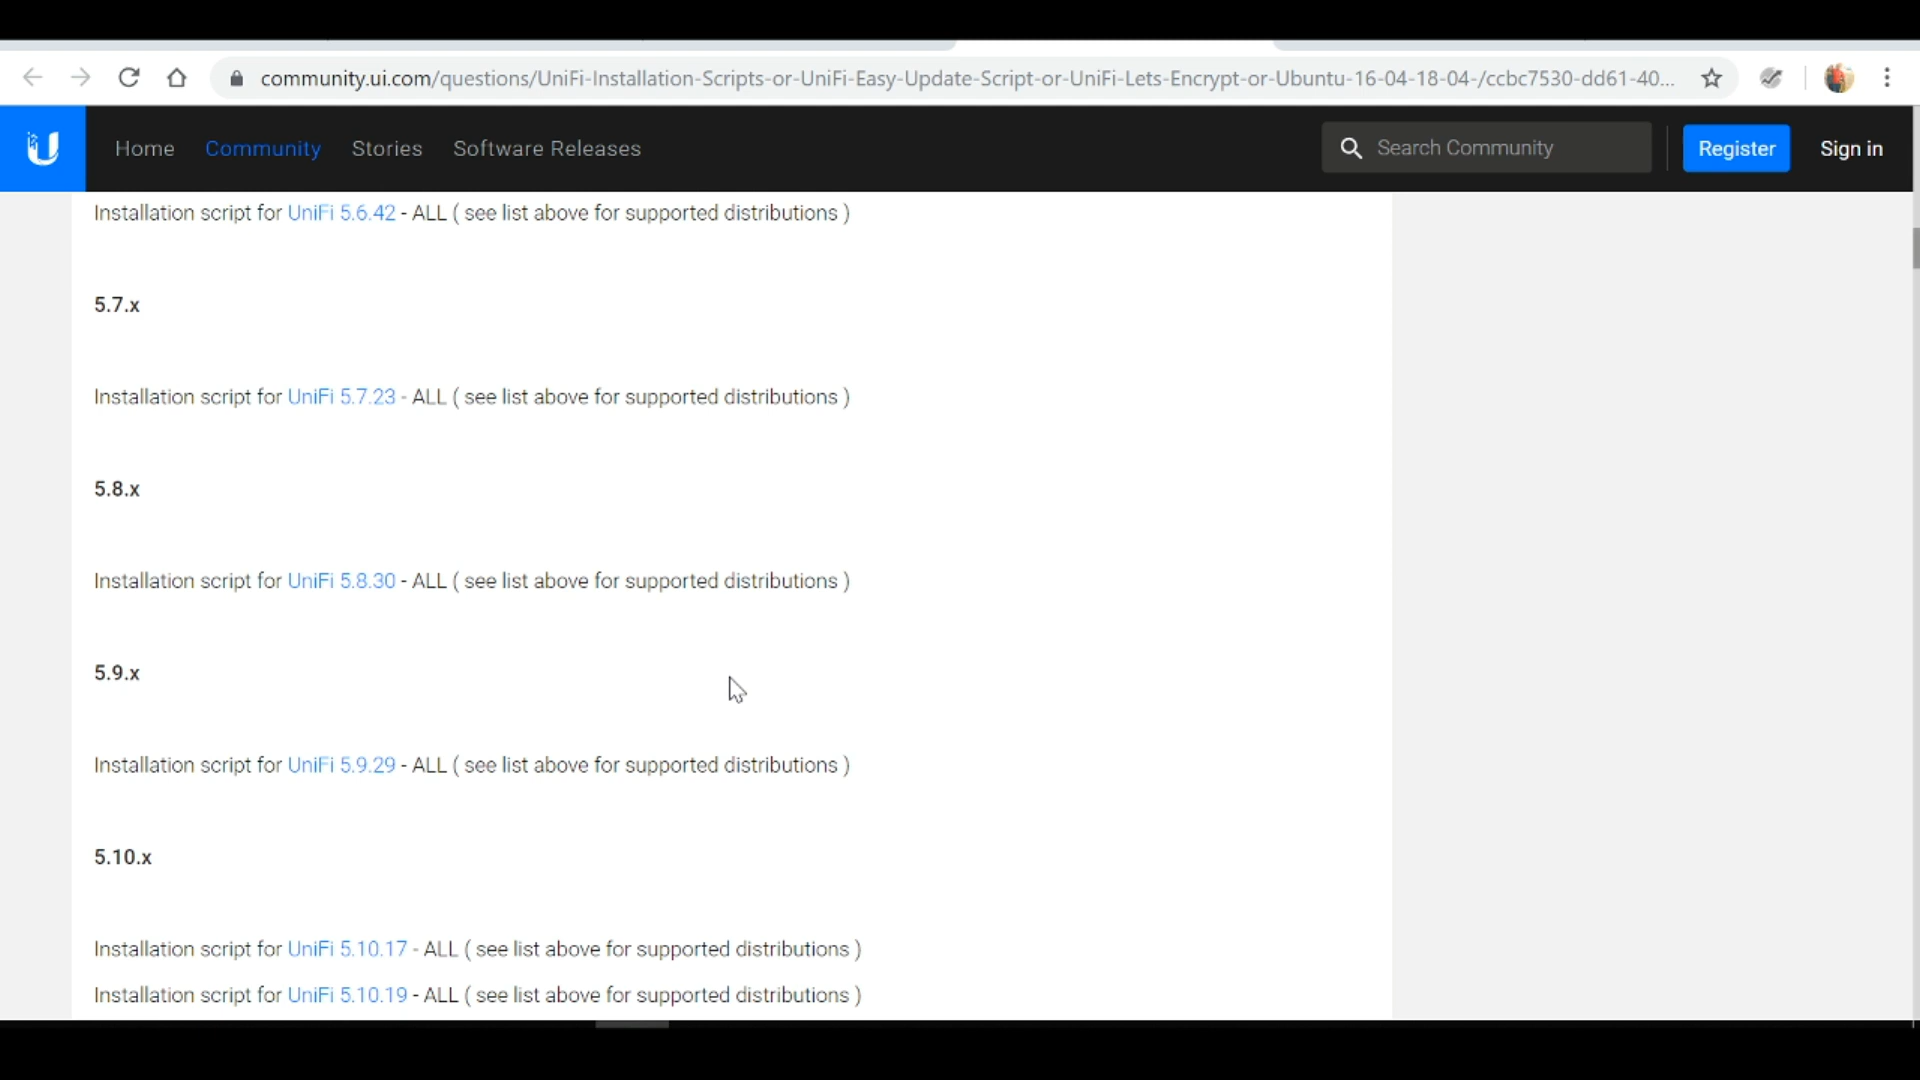 community.ui.com/questions/UniFi-Installation-Scripts-or-UniFi-Easy-Update-Script-or-UniFi-Lets-Encrypt-or-Ubuntu-16-04-18-04-/ccbc7530-dd61-40...
Home Community Stories Software Releases Search Community Register Sign in
Installation script for UniFi 5.6.42 - ALL ( see list above for supported distributions )
5.7.x
Installation script for UniFi 5.7.23 - ALL ( see list above for supported distributions )
5.8.x
Installation script for UniFi 5.8.30 - ALL ( see list above for supported distributions )
5.9.x
Installation script for UniFi 5.9.29 - ALL ( see list above for supported distributions )
5.10.x
Installation script for UniFi 5.10.17 - ALL ( see list above for supported distributions )
Installation script for UniFi 5.10.19 - ALL ( see list above for supported distributions )